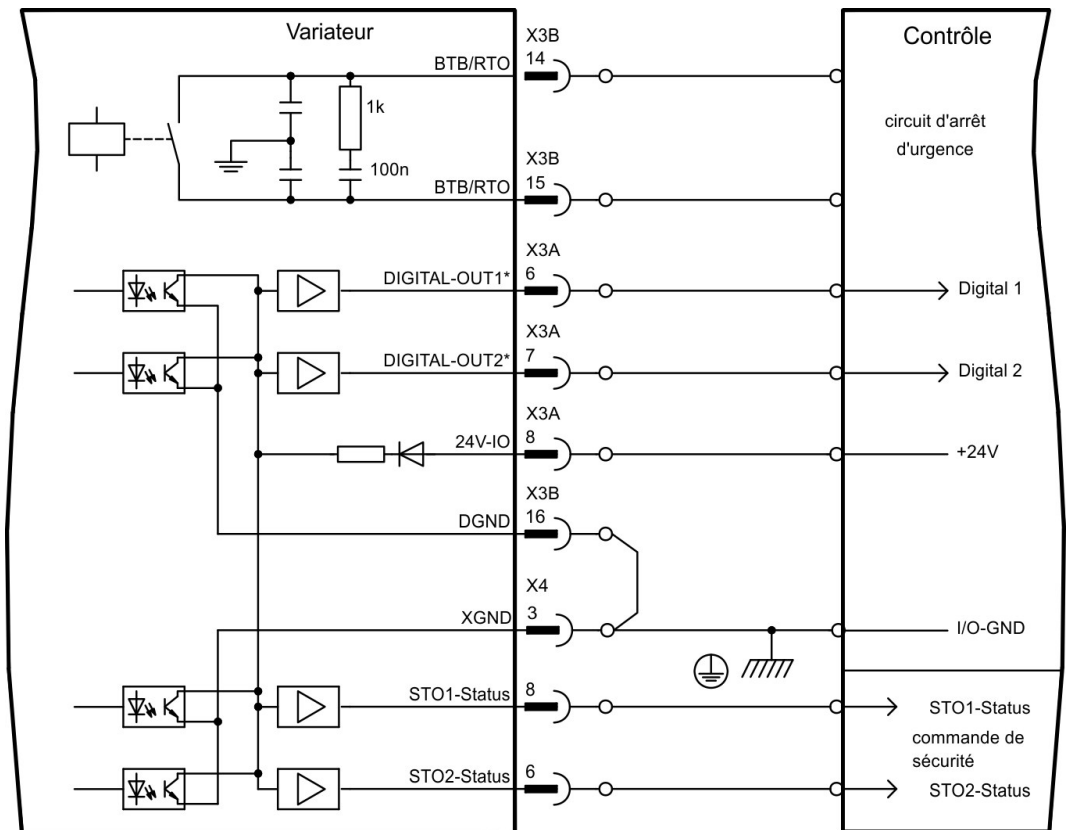 Variateur
Contrôle
X3B
BTB/RTO
14
1k
100n
circuit d'arrêt
d'urgence
X3B
BTB/RTO
15
X3A
DIGITAL-OUT1*
6
Digital 1
X3A
DIGITAL-OUT2*
7
Digital 2
X3A
24V-IO
8
+24V
X3B
DGND
16
X4
XGND
3
I/O-GND
STO1-Status
8
STO1-Status
commande de
sécurité
STO2-Status
6
STO2-Status